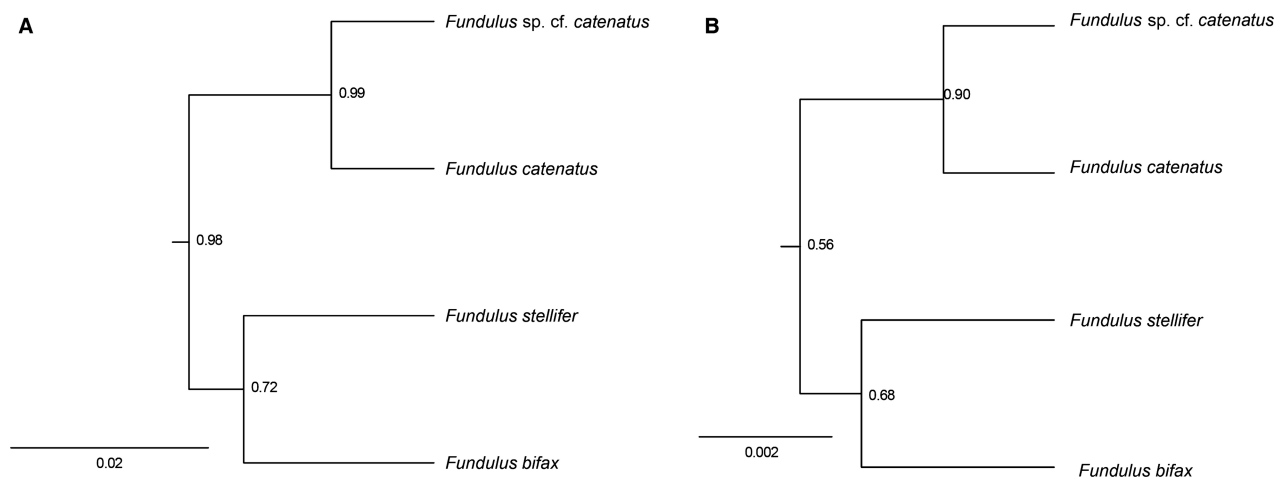 A
Fundulus sp. cf. catenatus
0.99
Fundulus catenatus
0.98
Fundulus stellifer
0.72
0.02
Fundulus bifax
B
Fundulus sp. cf. catenatus
0.90
Fundulus catenatus
0.56
Fundulus stellifer
0.68
0.002
Fundulus bifax